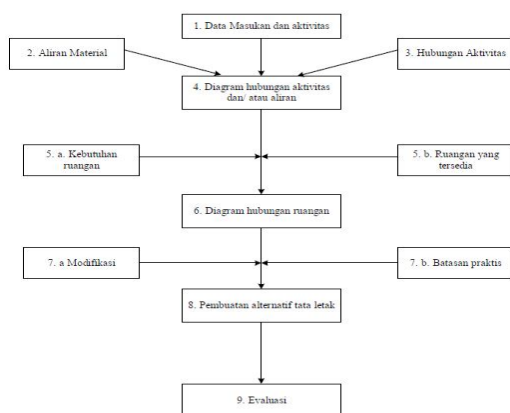 1. Data Masukan dan aktivitas
2. Aliran Material
3. Hubungan Aktivitas
4. Diagram hubungan aktivitas
dan/ atau aliran
5. a. Kebutuhan
ruangan
5. b. Ruangan yang
tersedia
6. Diagram hubungan ruangan
7. a Modifikasi
7. b. Batasan praktis
8. Pembuatan alternatif tata letak
9. Evaluasi